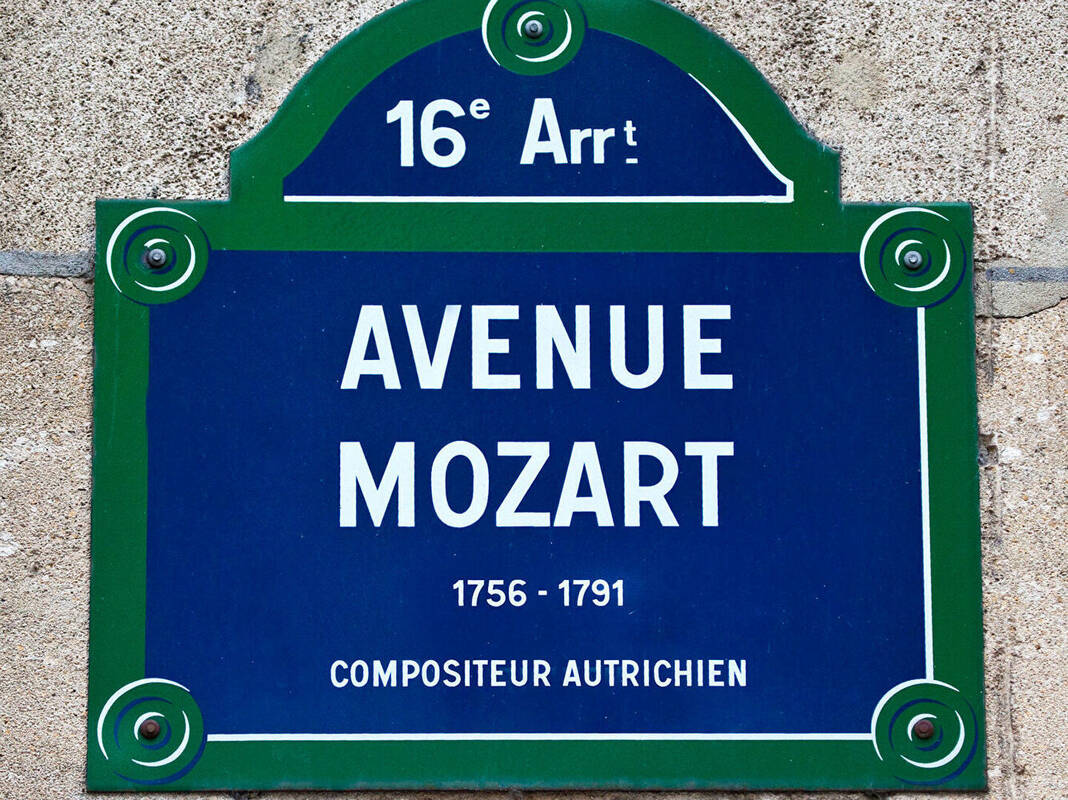 16e Arrt
AVENUE
MOZART
1756 - 1791
COMPOSITEUR AUTRICHIEN